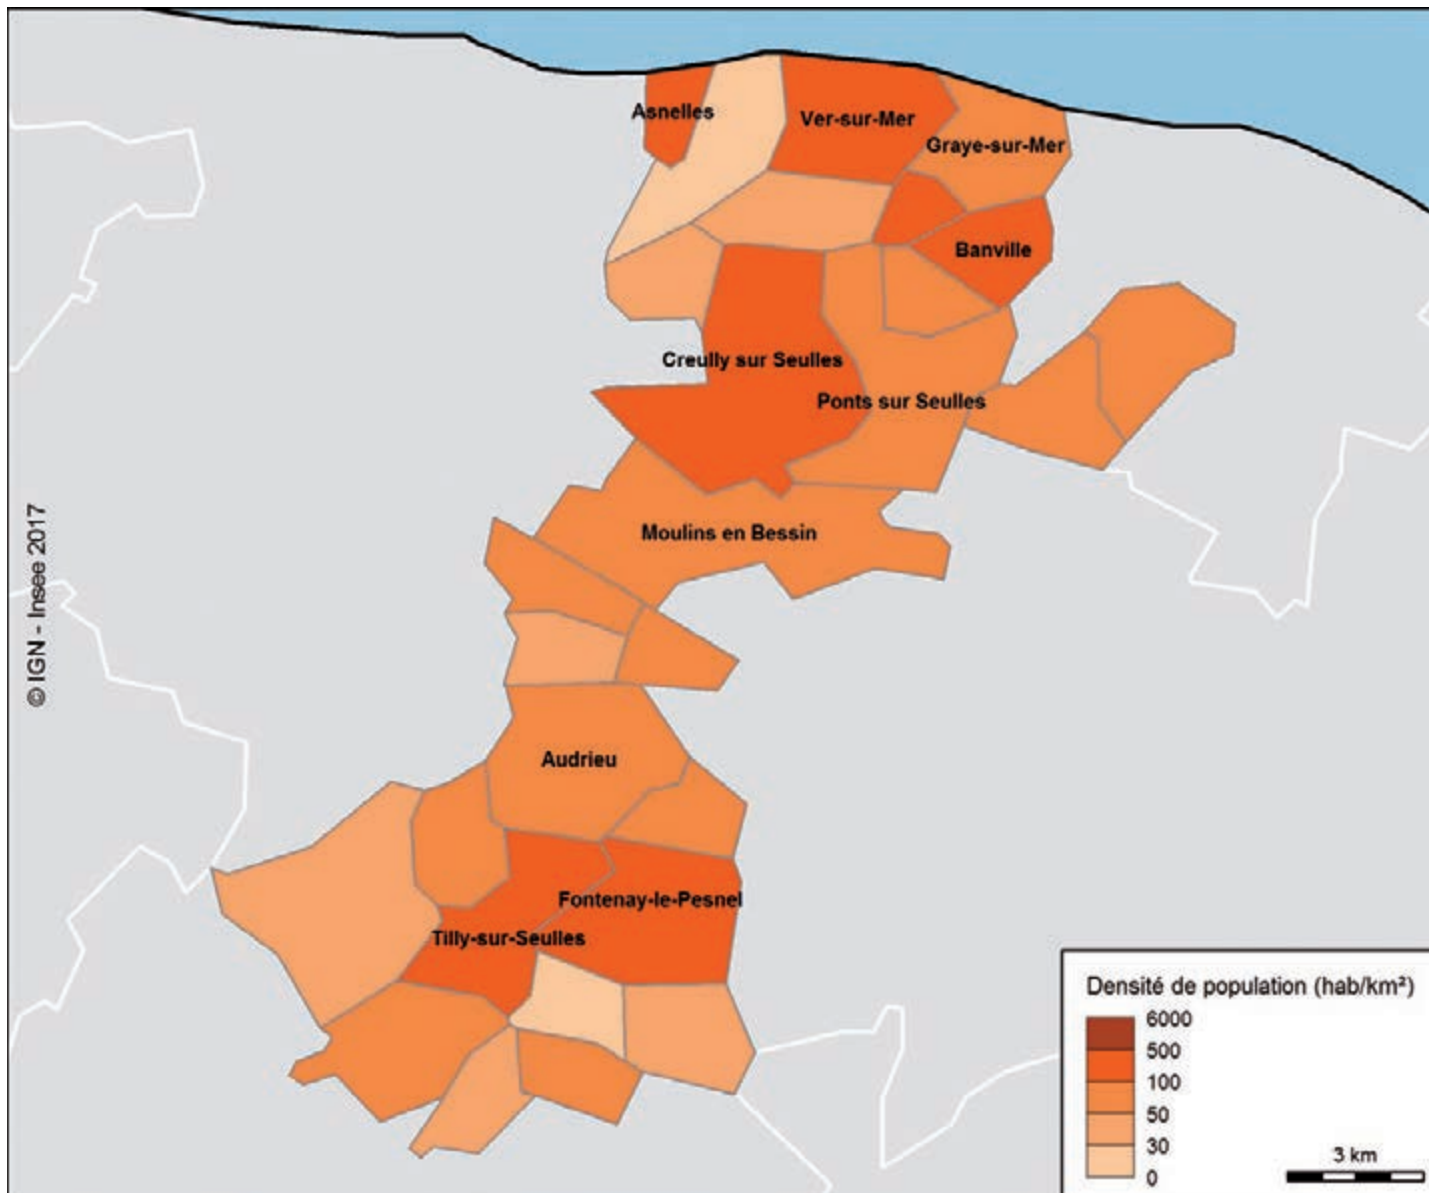 Asnelles
Ver-sur-Mer
Graye-sur-Mer
Banville
Creully sur Seulles
Ponts sur Seulles
Moulins en Bessin
© IGN - Insee 2017
Audrieu
Fontenay-le-Pesnel
Tilly-sur-Seulles
Densité de population (hab/km²)
6000
500
100
50
30
0
3 km